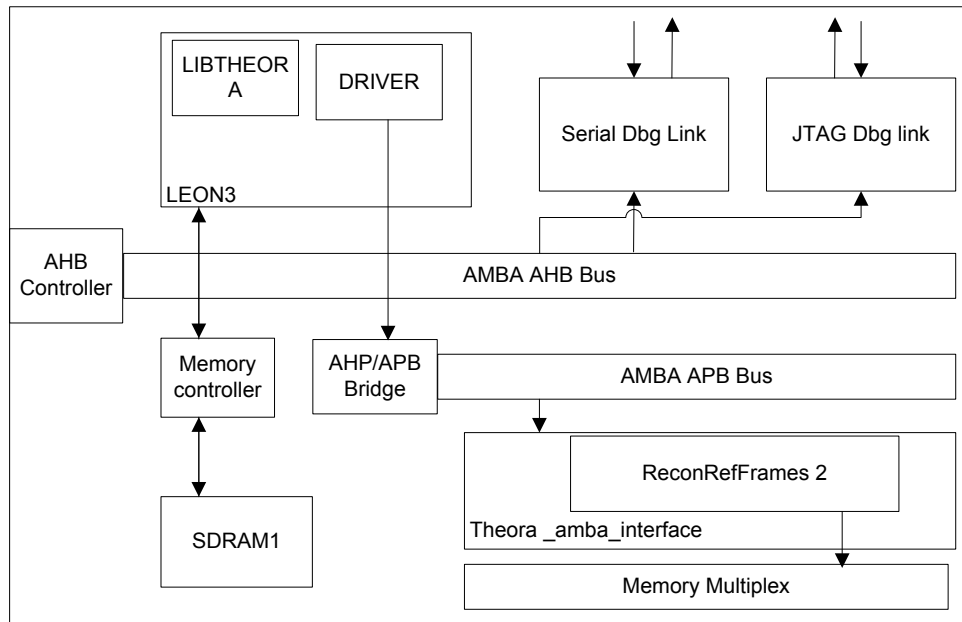 LIBTHEOR
A
DRIVER
LEON3
Serial Dbg Link
JTAG Dbg link
AHB
Controller
AMBA AHB Bus
Memory
controller
AHP/APB
Bridge
AMBA APB Bus
ReconRefFrames 2
Theora _amba_interface
SDRAM1
Memory Multiplex